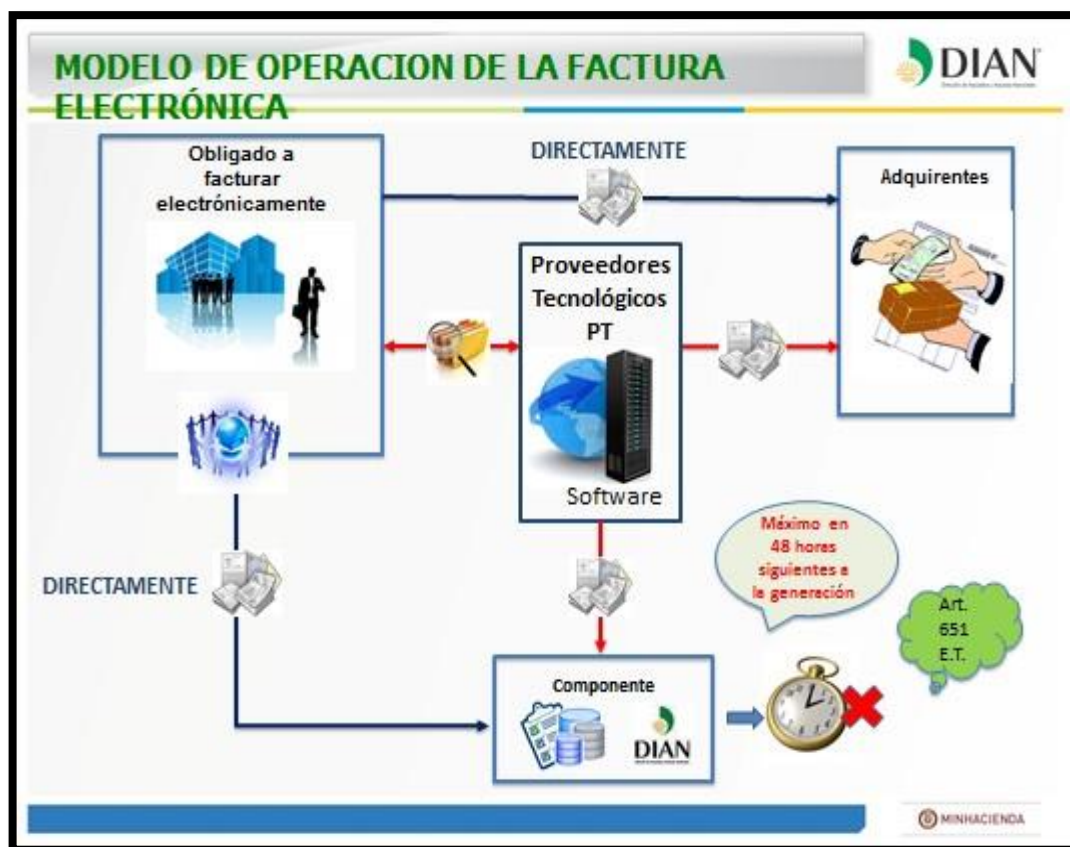 MODELO DE OPERACION DE LA FACTURA
ELECTRÓNICA
DIAN
Obligado a
facturar
electrónicamente
DIRECTAMENTE
Adquirentes
Proveedores
Tecnológicos
PT
Software
DIRECTAMENTE
Máximo en
48 horas
siguientes a
la generación
Art.
651
E.T.
Componente
DIAN
MINHACIENDA